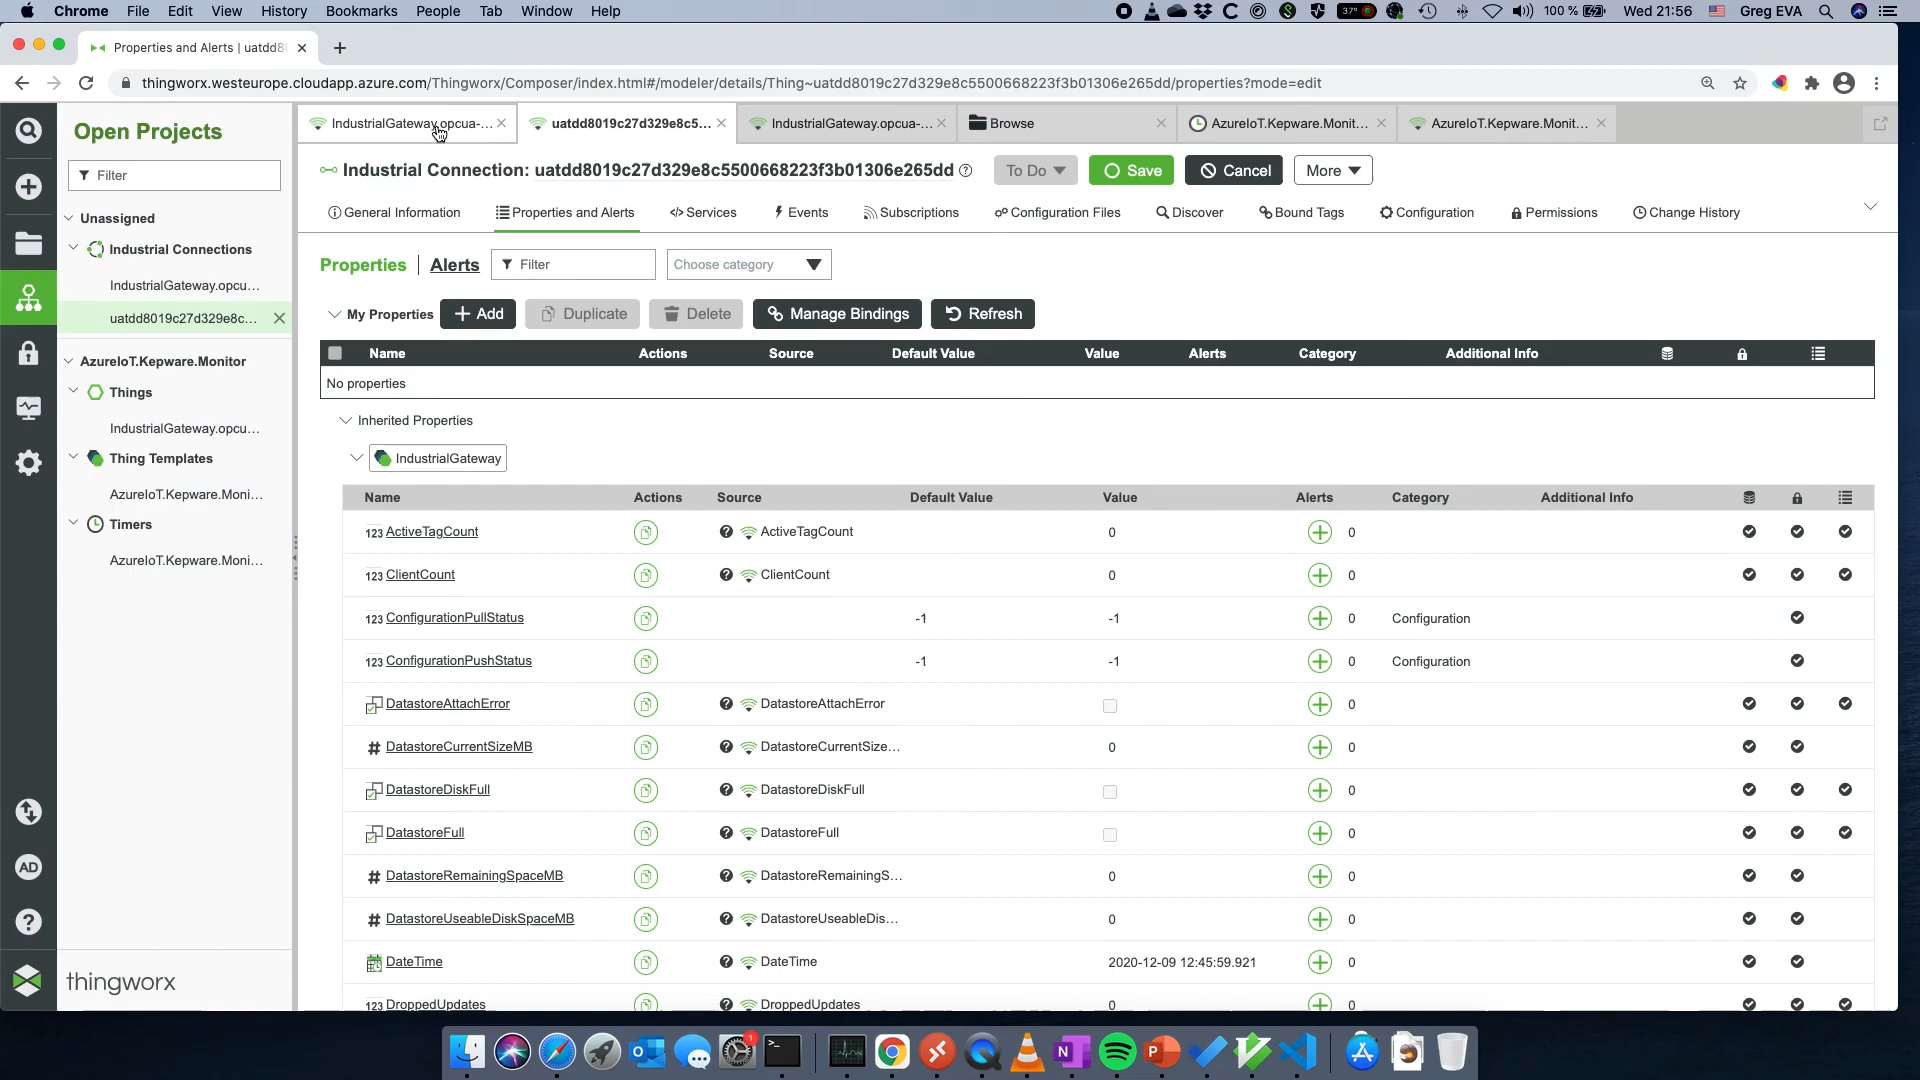 Chrome File Edit View History Bookmarks People Tab Window Help 37° 100 % Wed 21:56 Greg EVA
Properties and Alerts | uatdd80
thingworx.westeurope.cloudapp.azure.com/Thingworx/Composer/index.html#/modeler/details/Thing~uatdd8019c27d329e8c5500668223f3b01306e265dd/properties?mode=edit
Open Projects
Filter
Unassigned
Industrial Connections
IndustrialGateway.opcu...
uatdd8019c27d329e8c...
AzureIoT.Kepware.Monitor
Things
IndustrialGateway.opcu...
Thing Templates
AzureIoT.Kepware.Moni...
Timers
AzureIoT.Kepware.Moni...
AD
thingworx
IndustrialGateway.opcua-... uatdd8019c27d329e8c5... IndustrialGateway.opcua-... Browse AzureIoT.Kepware.Monit... AzureIoT.Kepware.Monit...
Industrial Connection: uatdd8019c27d329e8c5500668223f3b01306e265dd To Do Save Cancel More
General Information Properties and Alerts Services Events Subscriptions Configuration Files Discover Bound Tags Configuration Permissions Change History
Properties | Alerts Filter Choose category
My Properties + Add Duplicate Delete Manage Bindings Refresh
Name Actions Source Default Value Value Alerts Category Additional Info
No properties
Inherited Properties
IndustrialGateway
Name Actions Source Default Value Value Alerts Category Additional Info
123 ActiveTagCount ActiveTagCount 0 0
123 ClientCount ClientCount 0 0
123 ConfigurationPullStatus -1 -1 0 Configuration
123 ConfigurationPushStatus -1 -1 0 Configuration
DatastoreAttachError DatastoreAttachError 0
# DatastoreCurrentSizeMB DatastoreCurrentSize... 0 0
DatastoreDiskFull DatastoreDiskFull 0
DatastoreFull DatastoreFull 0
# DatastoreRemainingSpaceMB DatastoreRemainingS... 0 0
# DatastoreUseableDiskSpaceMB DatastoreUseableDis... 0 0
DateTime DateTime 2020-12-09 12:45:59.921 0
123 DroppedUpdates DroppedUpdates 0 0
1